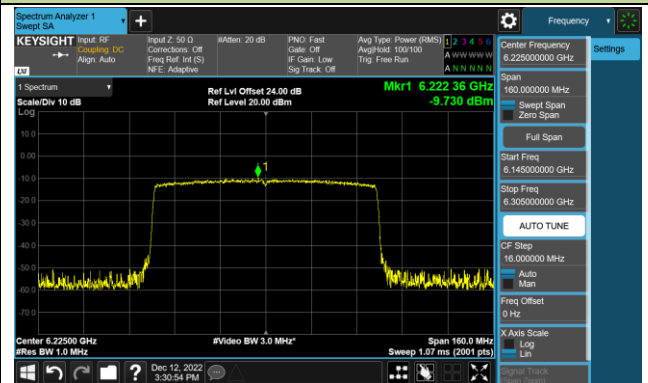 Spectrum Analyzer 1
Swept SA
+
Frequency
KEYSIGHT
Input: RF
Coupling: DC
Align: Auto
Input Z: 50 Ω
Corrections: Off
Freq Ref: Int (S)
NFE: Adaptive
#Atten: 20 dB
PNO: Fast
Gate: Off
IF Gain: Low
Sig Track: Off
Avg Type: Power (RMS)
Avg|Hold: 100/100
Trig: Free Run
1 2 3 4 5 6
A W W W W W
A N N N N N
LXI
1 Spectrum
Scale/Div 10 dB
Log
Ref Lvl Offset 24.00 dB
Ref Level 20.00 dBm
Mkr1 6.222 36 GHz
-9.730 dBm
1
10.0
0.00
-10.0
-20.0
-30.0
-40.0
-50.0
-60.0
-70.0
Center 6.22500 GHz
#Res BW 1.0 MHz
#Video BW 3.0 MHz*
Span 160.0 MHz
Sweep 1.07 ms (2001 pts)
Center Frequency
6.225000000 GHz
Settings
Span
160.000000 MHz
Swept Span
Zero Span
Full Span
Start Freq
6.145000000 GHz
Stop Freq
6.305000000 GHz
AUTO TUNE
CF Step
16.000000 MHz
Auto
Man
Freq Offset
0 Hz
X Axis Scale
Log
Lin
Signal Track
(Span Zoom)
?
Dec 12, 2022
3:30:54 PM